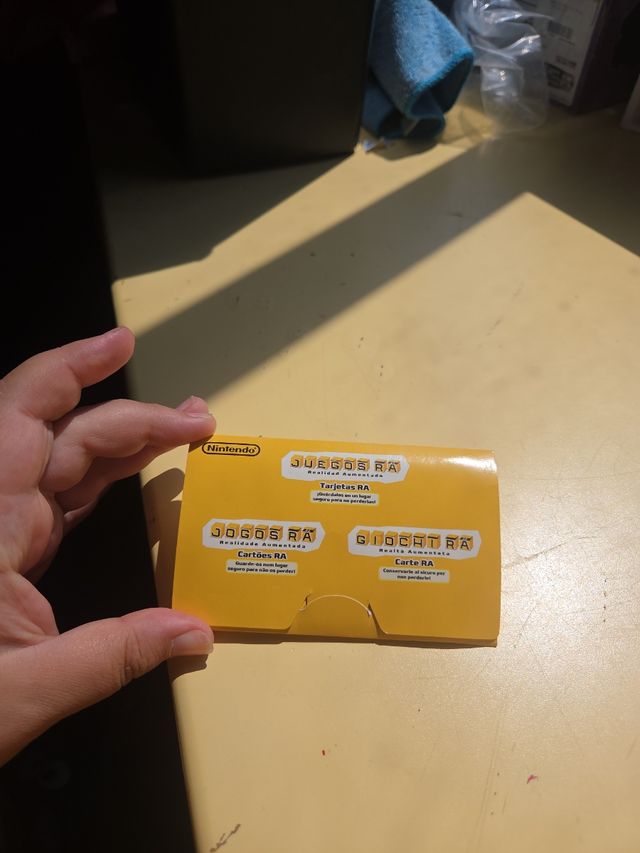 Nintendo
JUEGOS RA
Realidad Aumentada
Tarjetas RA
¡Guárdalas en un lugar
seguro para no perderlas!
JOGOS RA
Realidade Aumentada
Cartões RA
Guarde-os num lugar
seguro para não os perder!
GIOCHI RA
Realtà Aumentata
Carte RA
Conservarle al sicuro per
non perderle!